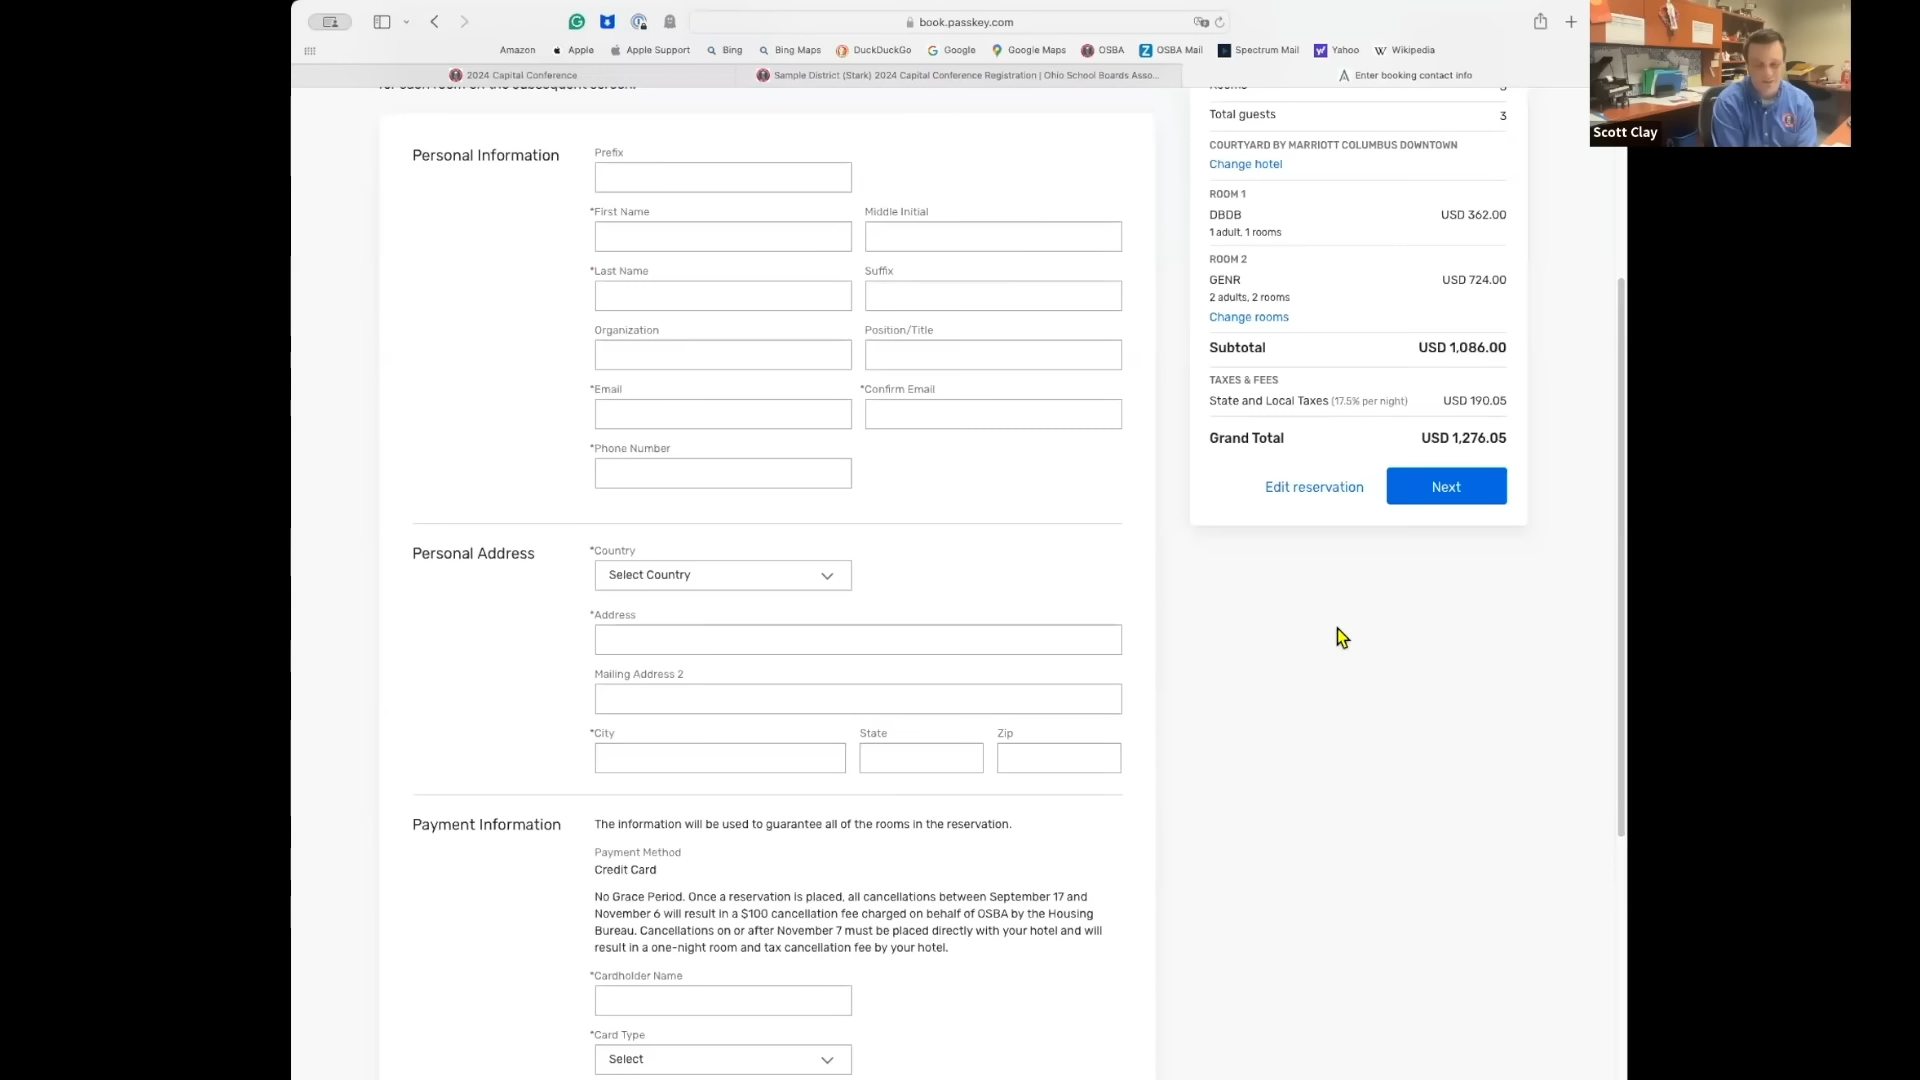 book.passkey.com
Amazon
Apple
Apple Support
Bing
Bing Maps
DuckDuckGo
Google
Google Maps
OSBA
OSBA Mail
Spectrum Mail
Yahoo
Wikipedia
2024 Capital Conference
Sample District (Stark) 2024 Capital Conference Registration | Ohio School Boards Asso...
Enter booking contact info
Scott Clay
for each room on the subsequent screen.
Personal Information
Prefix
*First Name
Middle Initial
*Last Name
Suffix
Organization
Position/Title
*Email
*Confirm Email
*Phone Number
Personal Address
*Country
Select Country
*Address
Mailing Address 2
*City
State
Zip
Payment Information
The information will be used to guarantee all of the rooms in the reservation.
Payment Method
Credit Card
No Grace Period. Once a reservation is placed, all cancellations between September 17 and
November 6 will result in a $100 cancellation fee charged on behalf of OSBA by the Housing
Bureau. Cancellations on or after November 7 must be placed directly with your hotel and will
result in a one-night room and tax cancellation fee by your hotel.
*Cardholder Name
*Card Type
Select
Rooms 3
Total guests 3
COURTYARD BY MARRIOTT COLUMBUS DOWNTOWN
Change hotel
ROOM 1
DBDB USD 362.00
1 adult, 1 rooms
ROOM 2
GENR USD 724.00
2 adults, 2 rooms
Change rooms
Subtotal USD 1,086.00
TAXES & FEES
State and Local Taxes (17.5% per night) USD 190.05
Grand Total USD 1,276.05
Edit reservation
Next